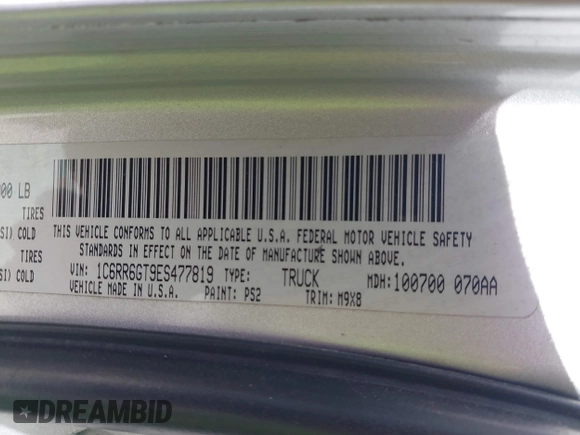 00 LB
TIRES
SI) COLD
TIRES
SI) COLD
THIS VEHICLE CONFORMS TO ALL APPLICABLE U.S.A. FEDERAL MOTOR VEHICLE SAFETY
STANDARDS IN EFFECT ON THE DATE OF MANUFACTURE SHOWN ABOVE.
VIN: 1C6RR6GT9ES477819 TYPE: TRUCK MDH:100700 070AA
VEHICLE MADE IN U.S.A. PAINT: PS2 TRIM: M9X8
DREAMBID